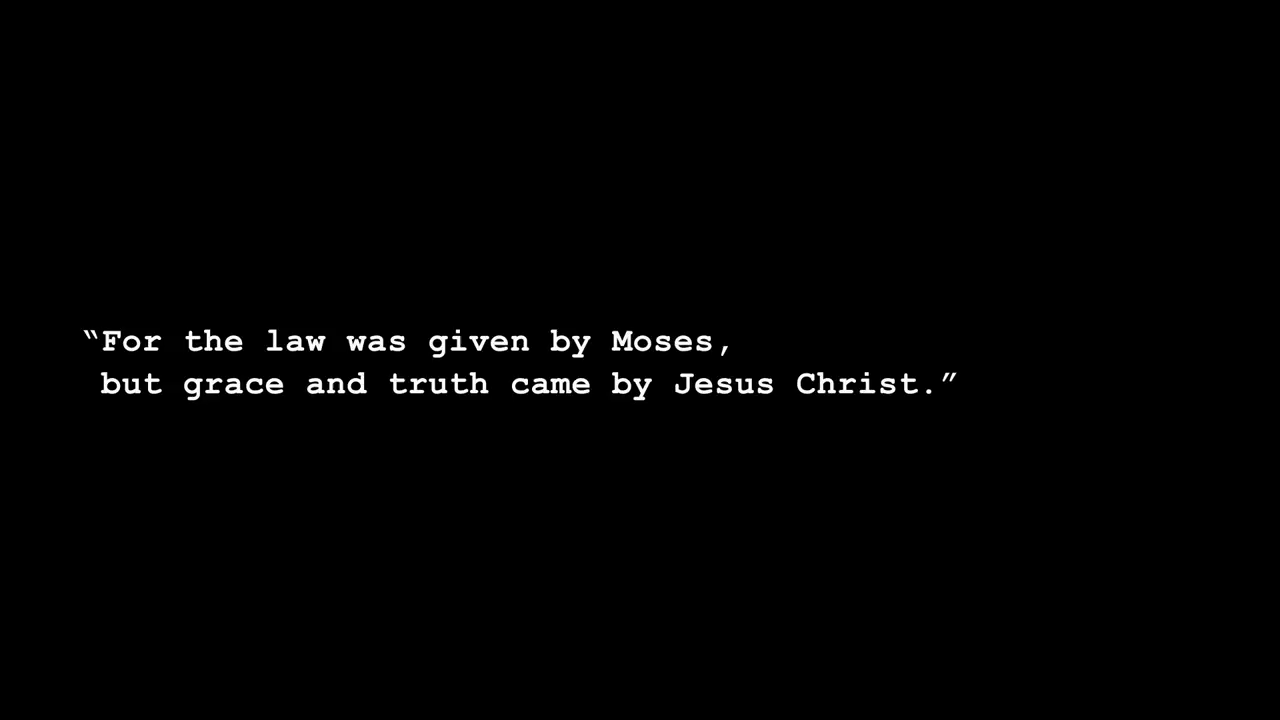 “For the law was given by Moses,
but grace and truth came by Jesus Christ.”